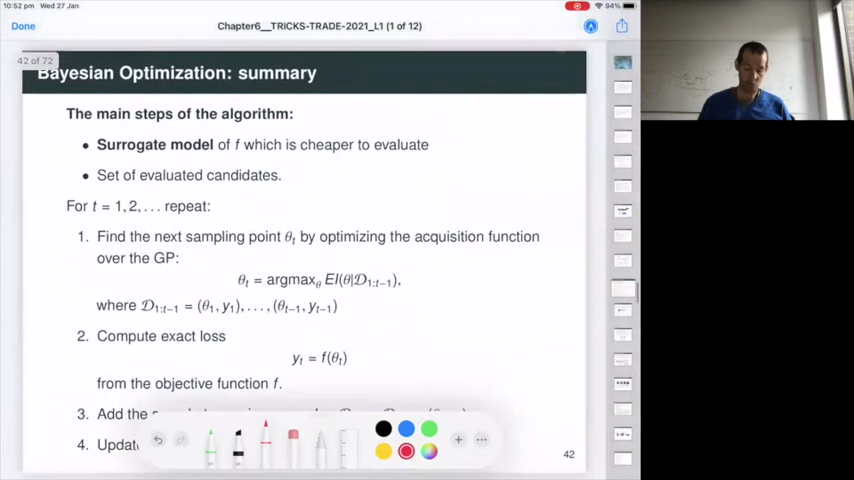 10:52 pm Wed 27 Jan
94%
Done
Chapter6__TRICKS-TRADE-2021_L1 (1 of 12)
42 of 72
Bayesian Optimization: summary
The main steps of the algorithm:
• Surrogate model of f which is cheaper to evaluate
• Set of evaluated candidates.
For t = 1, 2, . . . repeat:
1. Find the next sampling point θt by optimizing the acquisition function
over the GP:
θt = argmaxθ EI(θ|D1:t−1),
where D1:t−1 = (θ1, y1), . . . , (θt−1, yt−1)
2. Compute exact loss
yt = f(θt)
from the objective function f.
3. Add the
4.
42